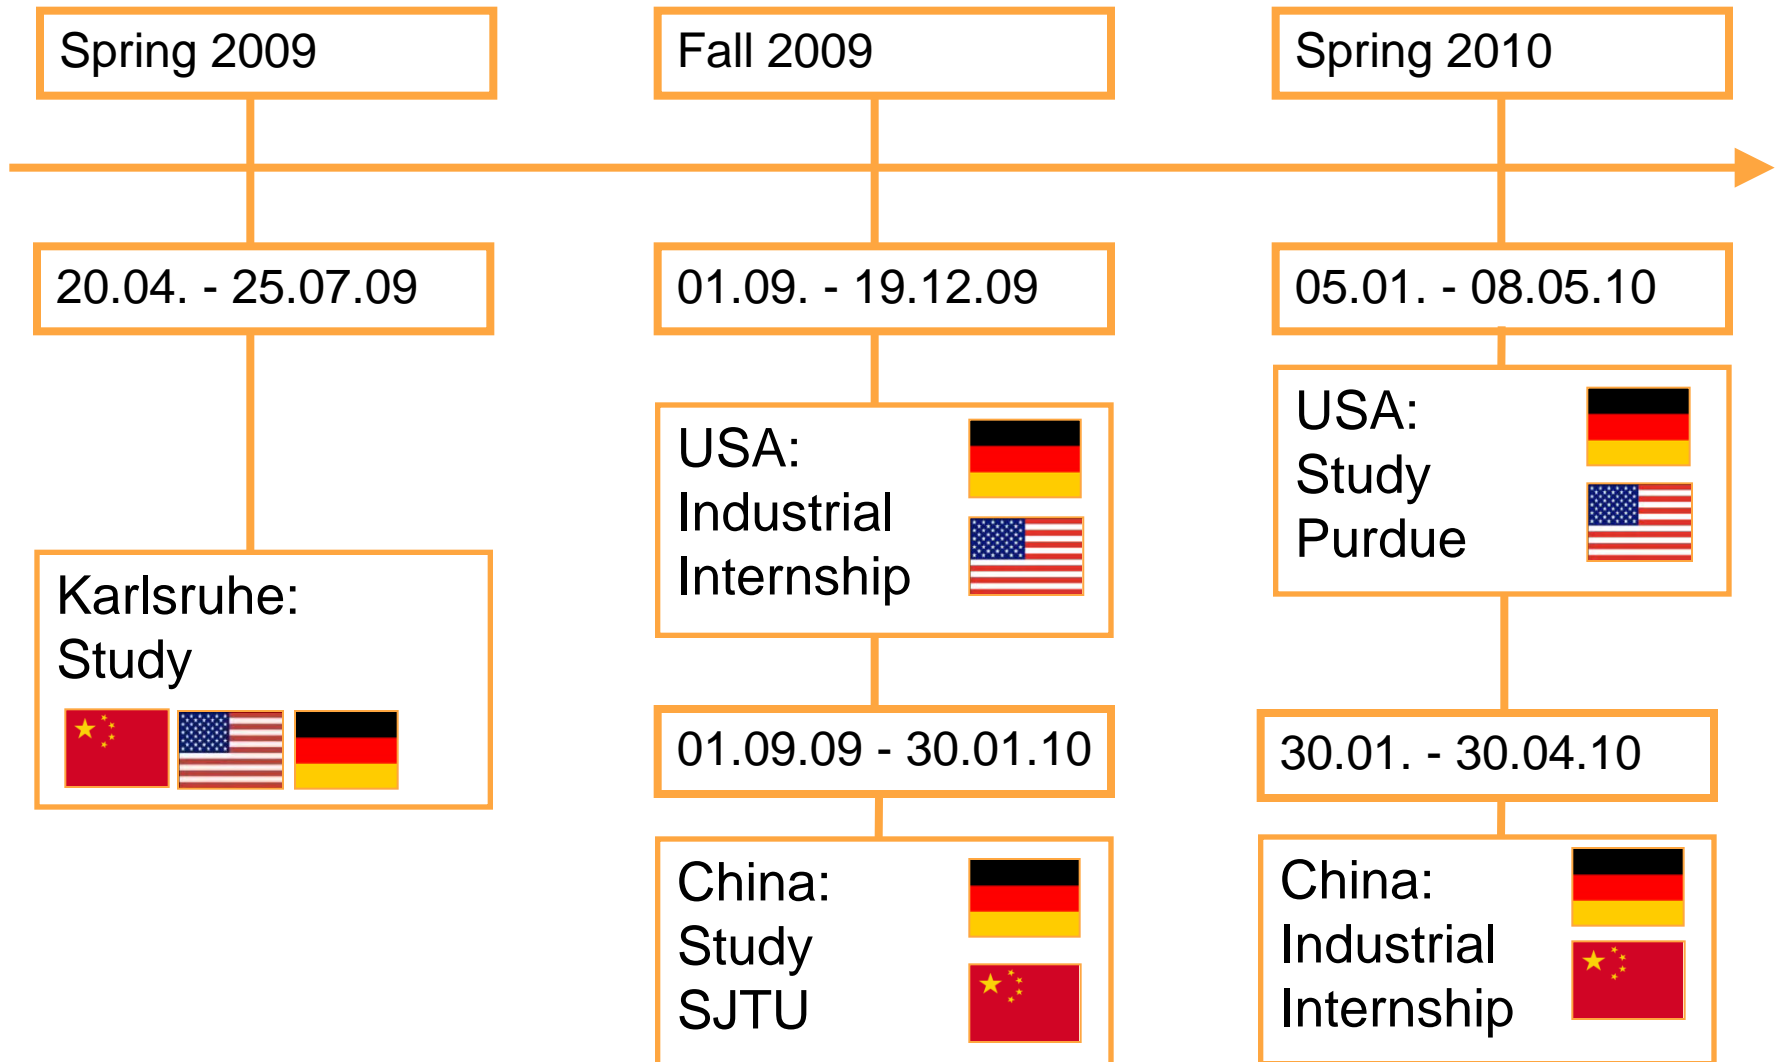 Spring 2009
Fall 2009
Spring 2010
20.04. - 25.07.09
01.09. - 19.12.09
05.01. - 08.05.10
Karlsruhe:
Study
USA:
Industrial
Internship
01.09.09 - 30.01.10
China:
Study
SJTU
USA:
Study
Purdue
30.01. - 30.04.10
China:
Industrial
Internship